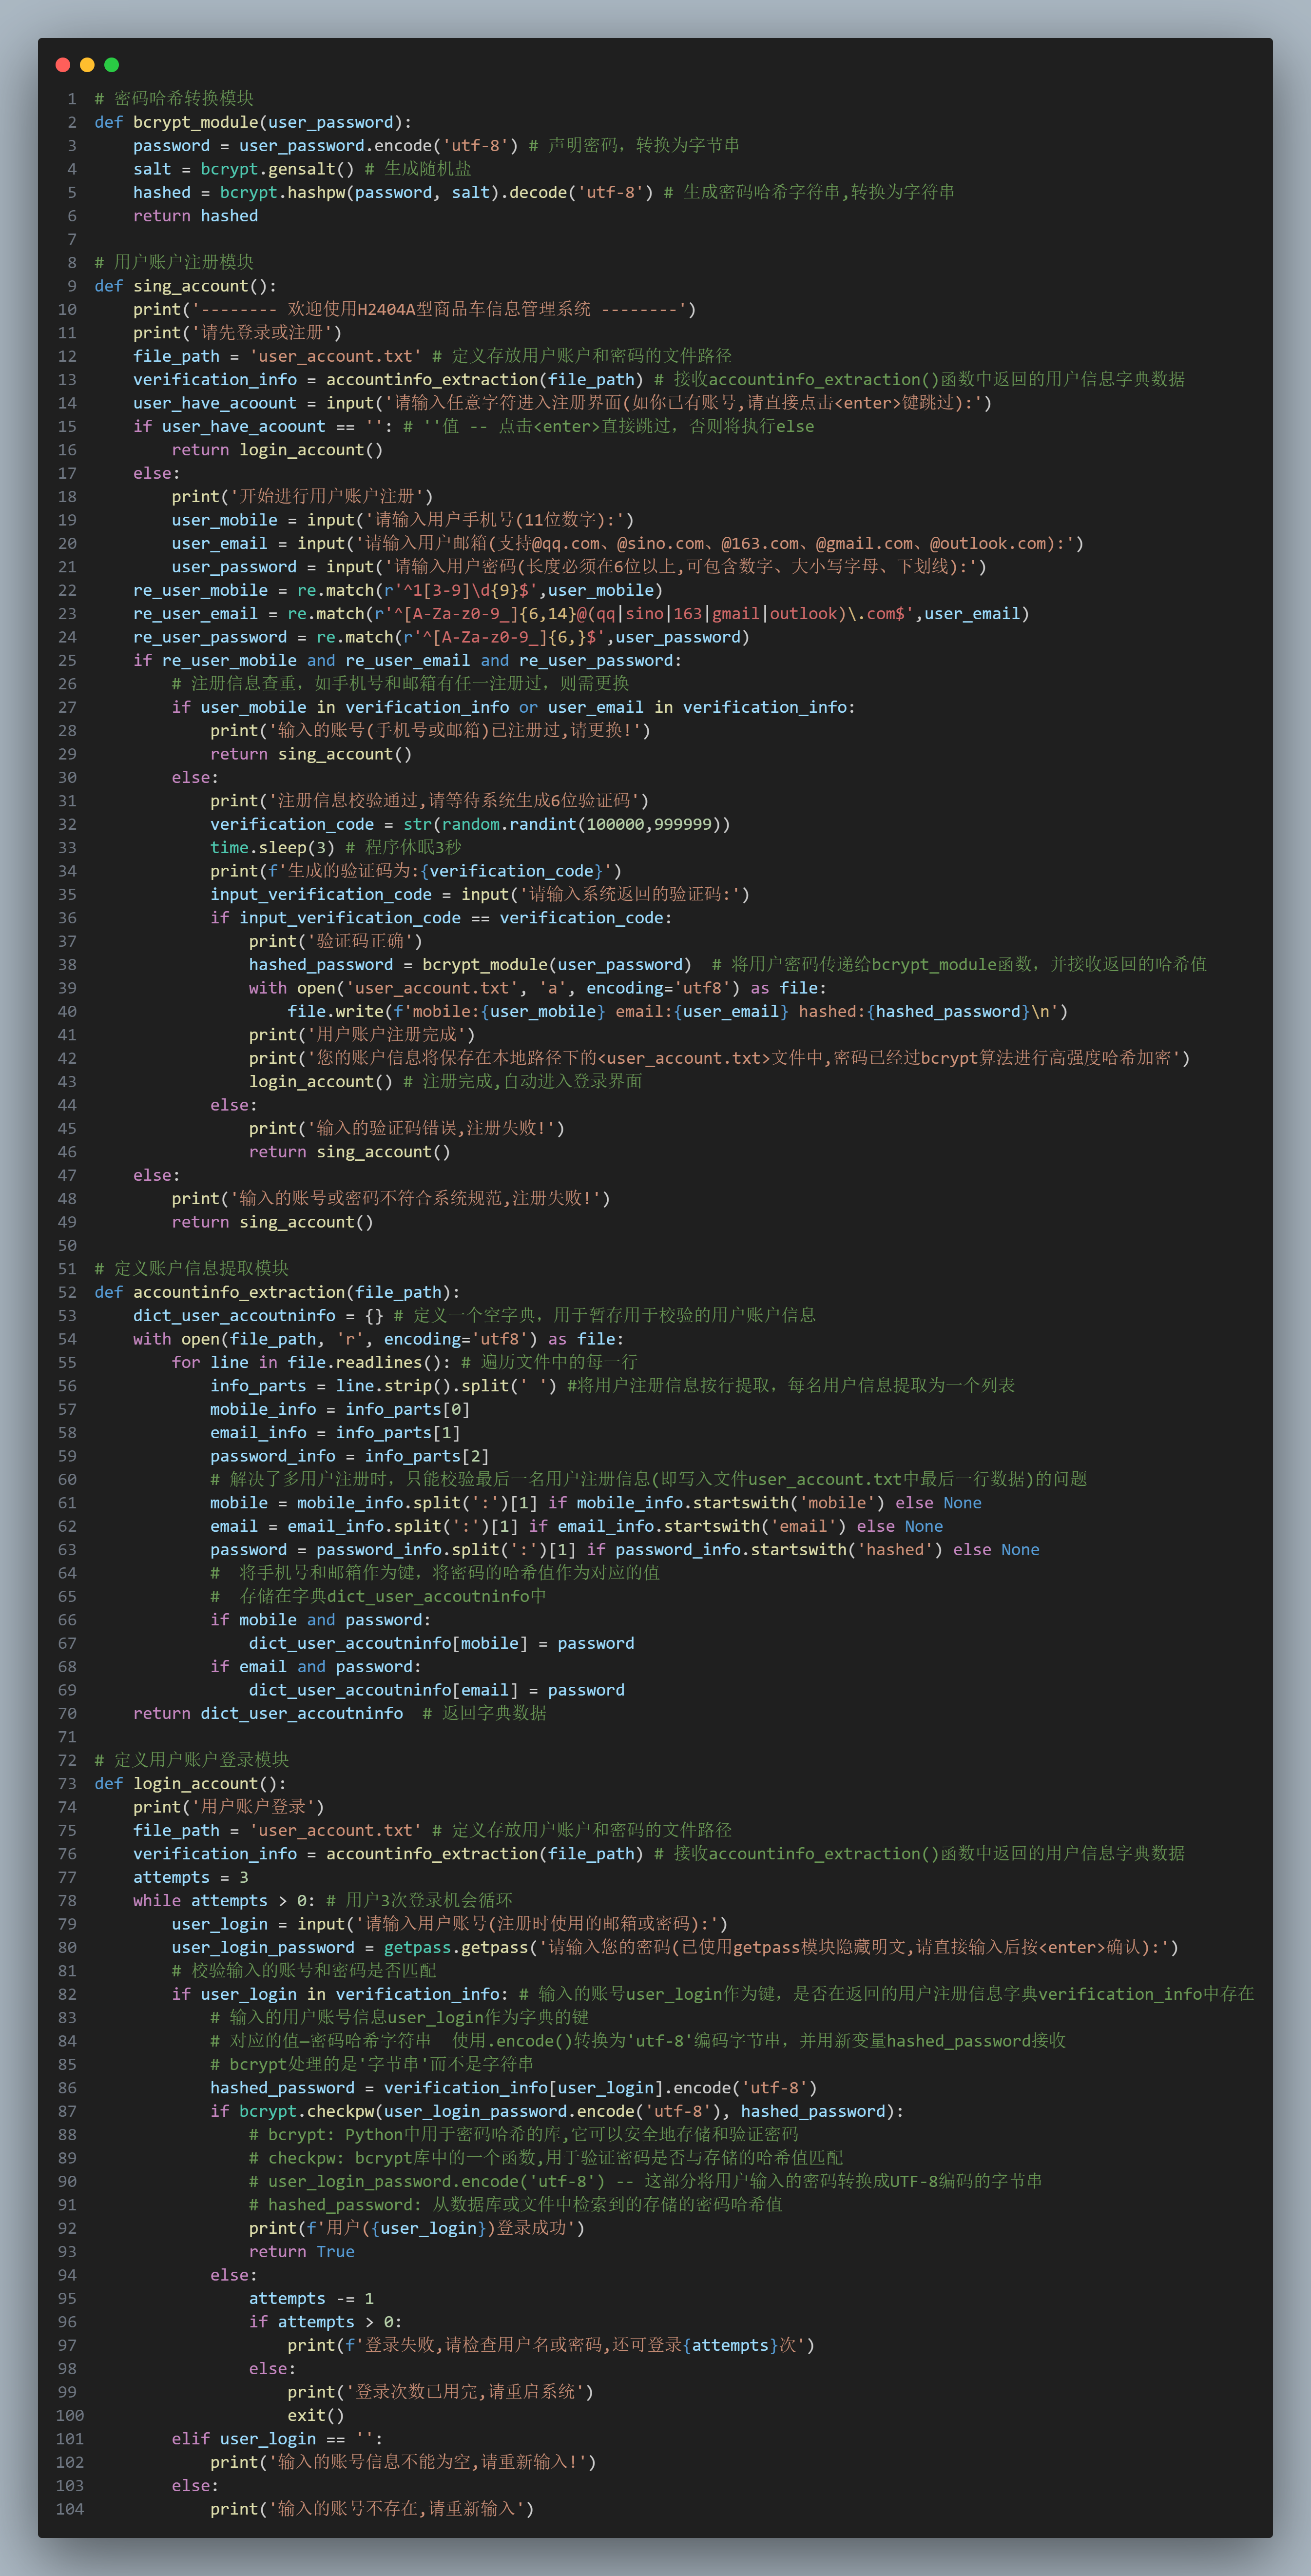 1 # 密码哈希转换模块
2 def bcrypt_module(user_password):
3     password = user_password.encode('utf-8') # 声明密码，转换为字节串
4     salt = bcrypt.gensalt() # 生成随机盐
5     hashed = bcrypt.hashpw(password, salt).decode('utf-8') # 生成密码哈希字符串,转换为字符串
6     return hashed
7
8 # 用户账户注册模块
9 def sing_account():
10     print('-------- 欢迎使用H2404A型商品车信息管理系统 --------')
11     print('请先登录或注册')
12     file_path = 'user_account.txt' # 定义存放用户账户和密码的文件路径
13     verification_info = accountinfo_extraction(file_path) # 接收accountinfo_extraction()函数中返回的用户信息字典数据
14     user_have_acoount = input('请输入任意字符进入注册界面(如你已有账号,请直接点击<enter>键跳过):')
15     if user_have_acoount == '': # ''值 -- 点击<enter>直接跳过，否则将执行else
16         return login_account()
17     else:
18         print('开始进行用户账户注册')
19         user_mobile = input('请输入用户手机号(11位数字):')
20         user_email = input('请输入用户邮箱(支持@qq.com、@sino.com、@163.com、@gmail.com、@outlook.com):')
21         user_password = input('请输入用户密码(长度必须在6位以上,可包含数字、大小写字母、下划线):')
22     re_user_mobile = re.match(r'^1[3-9]\d{9}$',user_mobile)
23     re_user_email = re.match(r'^[A-Za-z0-9_]{6,14}@(qq|sino|163|gmail|outlook)\.com$',user_email)
24     re_user_password = re.match(r'^[A-Za-z0-9_]{6,}$',user_password)
25     if re_user_mobile and re_user_email and re_user_password:
26         # 注册信息查重，如手机号和邮箱有任一注册过，则需更换
27         if user_mobile in verification_info or user_email in verification_info:
28             print('输入的账号(手机号或邮箱)已注册过,请更换!')
29             return sing_account()
30         else:
31             print('注册信息校验通过,请等待系统生成6位验证码')
32             verification_code = str(random.randint(100000,999999))
33             time.sleep(3) # 程序休眠3秒
34             print(f'生成的验证码为:{verification_code}')
35             input_verification_code = input('请输入系统返回的验证码:')
36             if input_verification_code == verification_code:
37                 print('验证码正确')
38                 hashed_password = bcrypt_module(user_password)  # 将用户密码传递给bcrypt_module函数，并接收返回的哈希值
39                 with open('user_account.txt', 'a', encoding='utf8') as file:
40                     file.write(f'mobile:{user_mobile} email:{user_email} hashed:{hashed_password}\n')
41                 print('用户账户注册完成')
42                 print('您的账户信息将保存在本地路径下的<user_account.txt>文件中,密码已经过bcrypt算法进行高强度哈希加密')
43                 login_account() # 注册完成,自动进入登录界面
44             else:
45                 print('输入的验证码错误,注册失败!')
46                 return sing_account()
47     else:
48         print('输入的账号或密码不符合系统规范,注册失败!')
49         return sing_account()
50
51 # 定义账户信息提取模块
52 def accountinfo_extraction(file_path):
53     dict_user_accoutninfo = {} # 定义一个空字典，用于暂存用于校验的用户账户信息
54     with open(file_path, 'r', encoding='utf8') as file:
55         for line in file.readlines(): # 遍历文件中的每一行
56             info_parts = line.strip().split(' ') #将用户注册信息按行提取，每名用户信息提取为一个列表
57             mobile_info = info_parts[0]
58             email_info = info_parts[1]
59             password_info = info_parts[2]
60             # 解决了多用户注册时，只能校验最后一名用户注册信息(即写入文件user_account.txt中最后一行数据)的问题
61             mobile = mobile_info.split(':')[1] if mobile_info.startswith('mobile') else None
62             email = email_info.split(':')[1] if email_info.startswith('email') else None
63             password = password_info.split(':')[1] if password_info.startswith('hashed') else None
64             #  将手机号和邮箱作为键，将密码的哈希值作为对应的值
65             #  存储在字典dict_user_accoutninfo中
66             if mobile and password:
67                 dict_user_accoutninfo[mobile] = password
68             if email and password:
69                 dict_user_accoutninfo[email] = password
70     return dict_user_accoutninfo  # 返回字典数据
71
72 # 定义用户账户登录模块
73 def login_account():
74     print('用户账户登录')
75     file_path = 'user_account.txt' # 定义存放用户账户和密码的文件路径
76     verification_info = accountinfo_extraction(file_path) # 接收accountinfo_extraction()函数中返回的用户信息字典数据
77     attempts = 3
78     while attempts > 0: # 用户3次登录机会循环
79         user_login = input('请输入用户账号(注册时使用的邮箱或密码):')
80         user_login_password = getpass.getpass('请输入您的密码(已使用getpass模块隐藏明文,请直接输入后按<enter>确认):')
81         # 校验输入的账号和密码是否匹配
82         if user_login in verification_info: # 输入的账号user_login作为键，是否在返回的用户注册信息字典verification_info中存在
83             # 输入的用户账号信息user_login作为字典的键
84             # 对应的值—密码哈希字符串  使用.encode()转换为'utf-8'编码字节串，并用新变量hashed_password接收
85             # bcrypt处理的是'字节串'而不是字符串
86             hashed_password = verification_info[user_login].encode('utf-8')
87             if bcrypt.checkpw(user_login_password.encode('utf-8'), hashed_password):
88                 # bcrypt: Python中用于密码哈希的库,它可以安全地存储和验证密码
89                 # checkpw: bcrypt库中的一个函数,用于验证密码是否与存储的哈希值匹配
90                 # user_login_password.encode('utf-8') -- 这部分将用户输入的密码转换成UTF-8编码的字节串
91                 # hashed_password: 从数据库或文件中检索到的存储的密码哈希值
92                 print(f'用户({user_login})登录成功')
93                 return True
94             else:
95                 attempts -= 1
96                 if attempts > 0:
97                     print(f'登录失败,请检查用户名或密码,还可登录{attempts}次')
98                 else:
99                     print('登录次数已用完,请重启系统')
100                     exit()
101         elif user_login == '':
102             print('输入的账号信息不能为空,请重新输入!')
103         else:
104             print('输入的账号不存在,请重新输入')